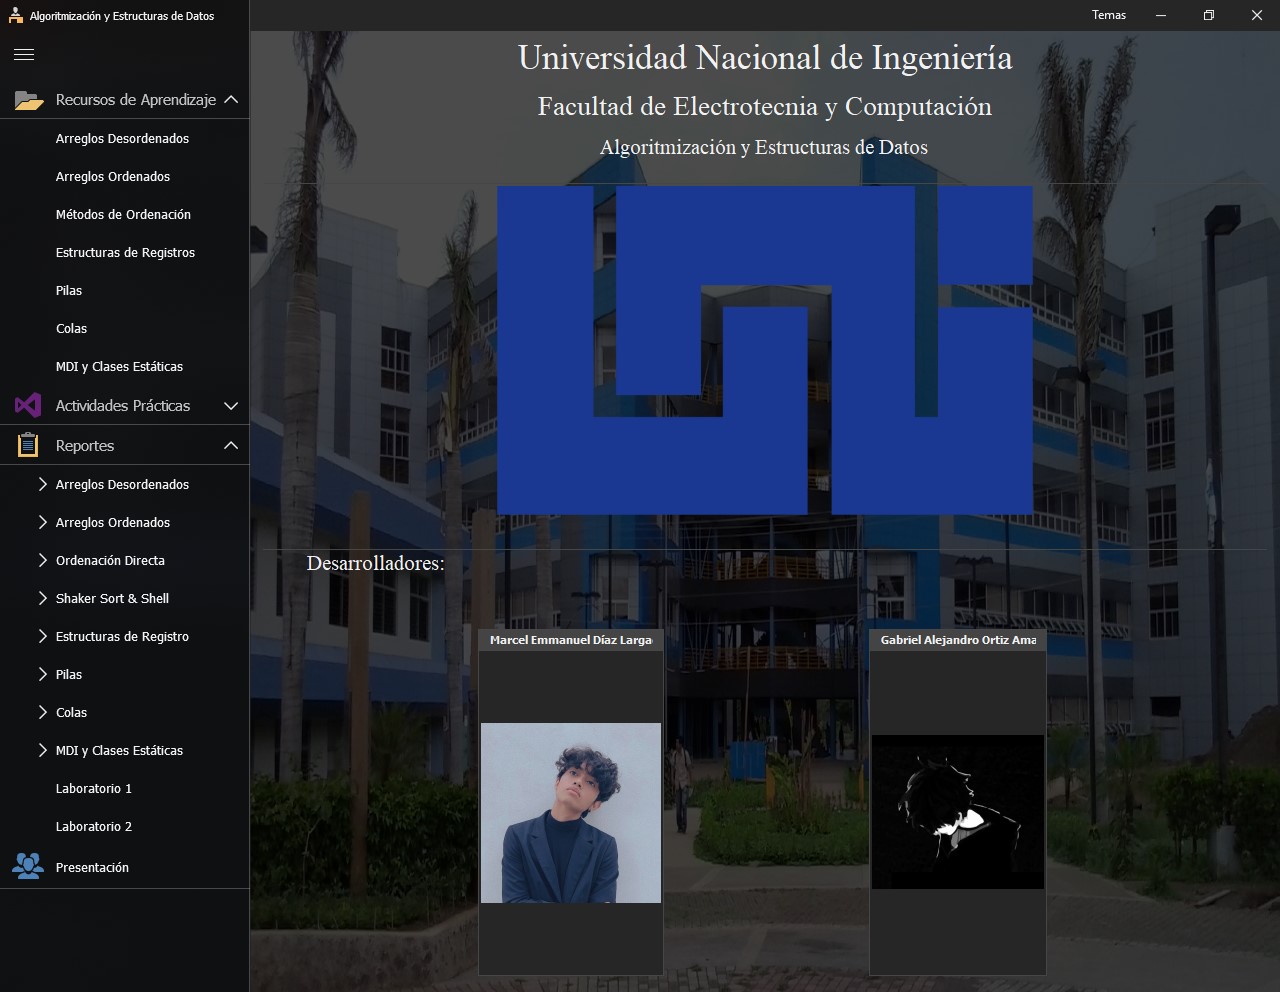 Algoritmización y Estructuras de Datos
Temas
Recursos de Aprendizaje
Arreglos Desordenados
Arreglos Ordenados
Métodos de Ordenación
Estructuras de Registros
Pilas
Colas
MDI y Clases Estáticas
Actividades Prácticas
Reportes
Arreglos Desordenados
Arreglos Ordenados
Ordenación Directa
Shaker Sort & Shell
Estructuras de Registro
Pilas
Colas
MDI y Clases Estáticas
Laboratorio 1
Laboratorio 2
Presentación
Universidad Nacional de Ingeniería
Facultad de Electrotecnia y Computación
Algoritmización y Estructuras de Datos
Desarrolladores:
Marcel Emmanuel Díaz Larga
Gabriel Alejandro Ortiz Ama